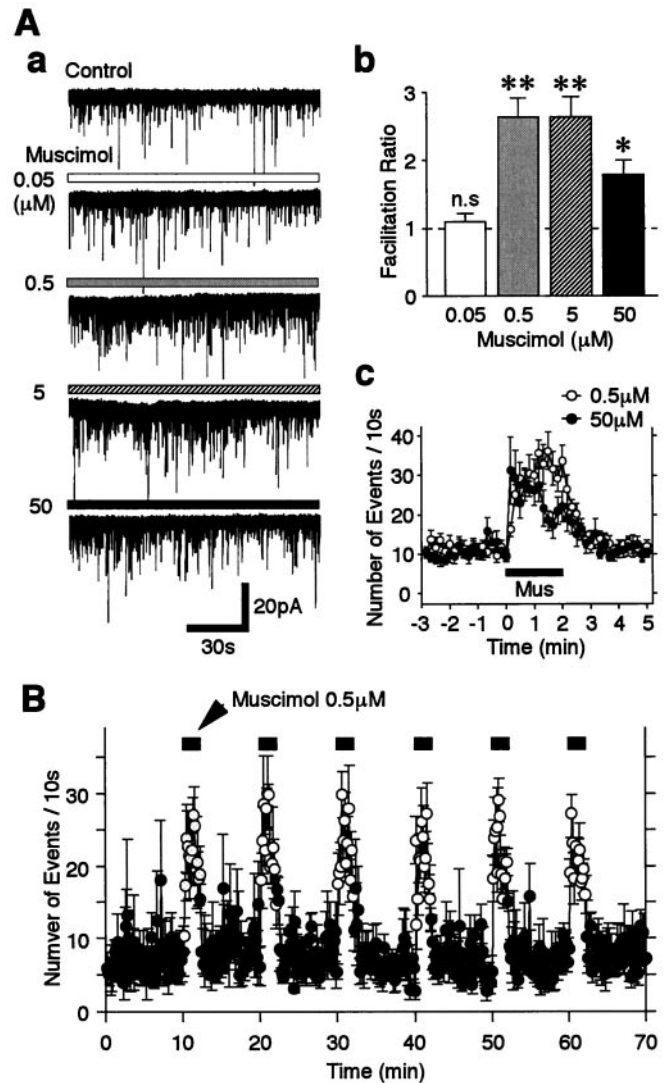 A
a
Control
Muscimol
0.05
(μM)
0.5
5
50
20pA
30s
b
Facilitation Ratio
3
2
1
0
n.s
**
**
*
0.05 0.5 5 50
Muscimol (μM)
c
0.5μM
50μM
Number of Events / 10s
40
30
20
10
0
Mus
-3 -2 -1 0 1 2 3 4 5
Time (min)
B
Muscimol 0.5μM
Numver of Events / 10s
30
20
10
0
0 10 20 30 40 50 60 70
Time (min)